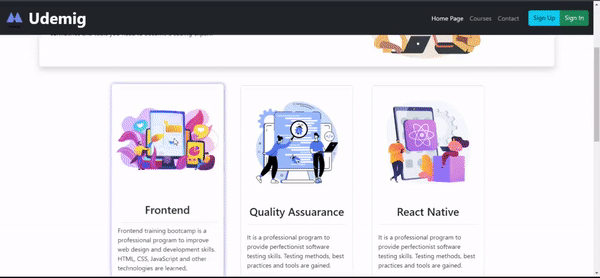 Udemig
Home Page Courses Contact Sign Up Sign In
Frontend
Frontend training bootcamp is a
professional program to improve
web design and development skills.
HTML, CSS, JavaScript and other
technologies are learned.
Quality Assuarance
It is a professional program to
provide perfectionist software
testing skills. Testing methods, best
practices and tools are gained.
React Native
It is a professional program to
provide perfectionist software
testing skills. Testing methods, best
practices and tools are gained.